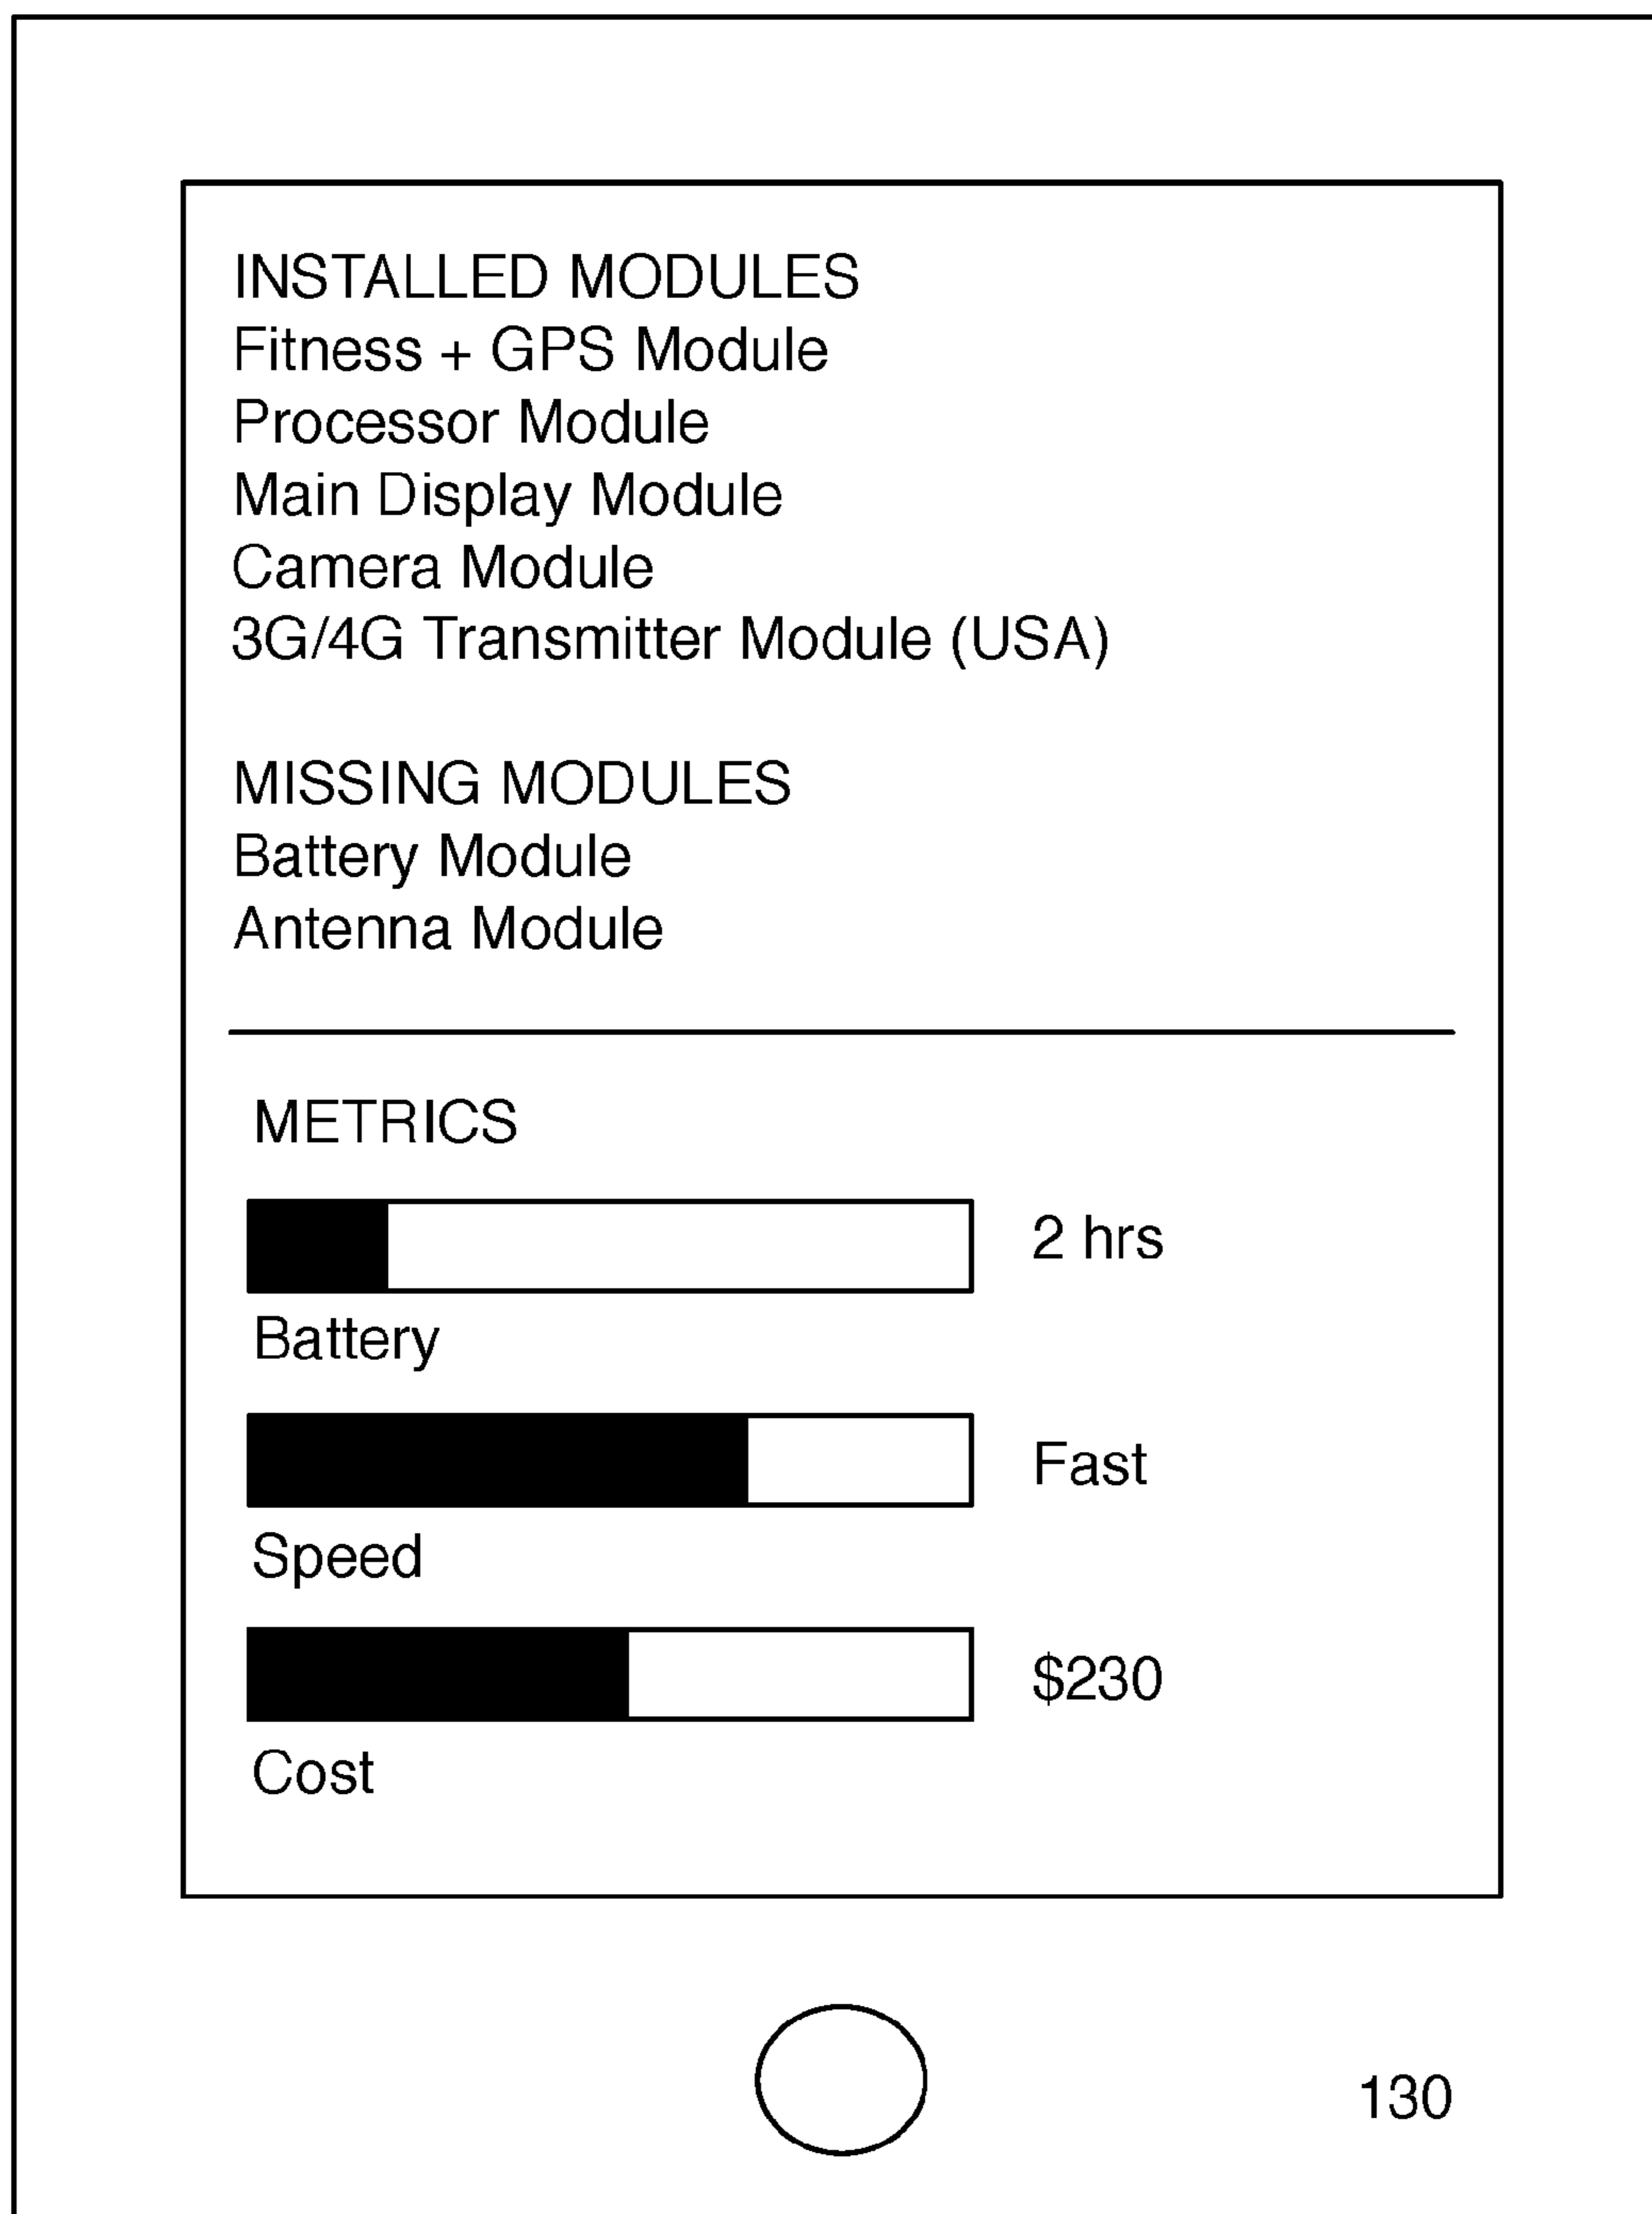 INSTALLED MODULES
Fitness + GPS Module
Processor Module
Main Display Module
Camera Module
3G/4G Transmitter Module (USA)
MISSING MODULES
Battery Module
Antenna Module
METRICS
2 hrs
Battery
Fast
Speed
$230
Cost
130